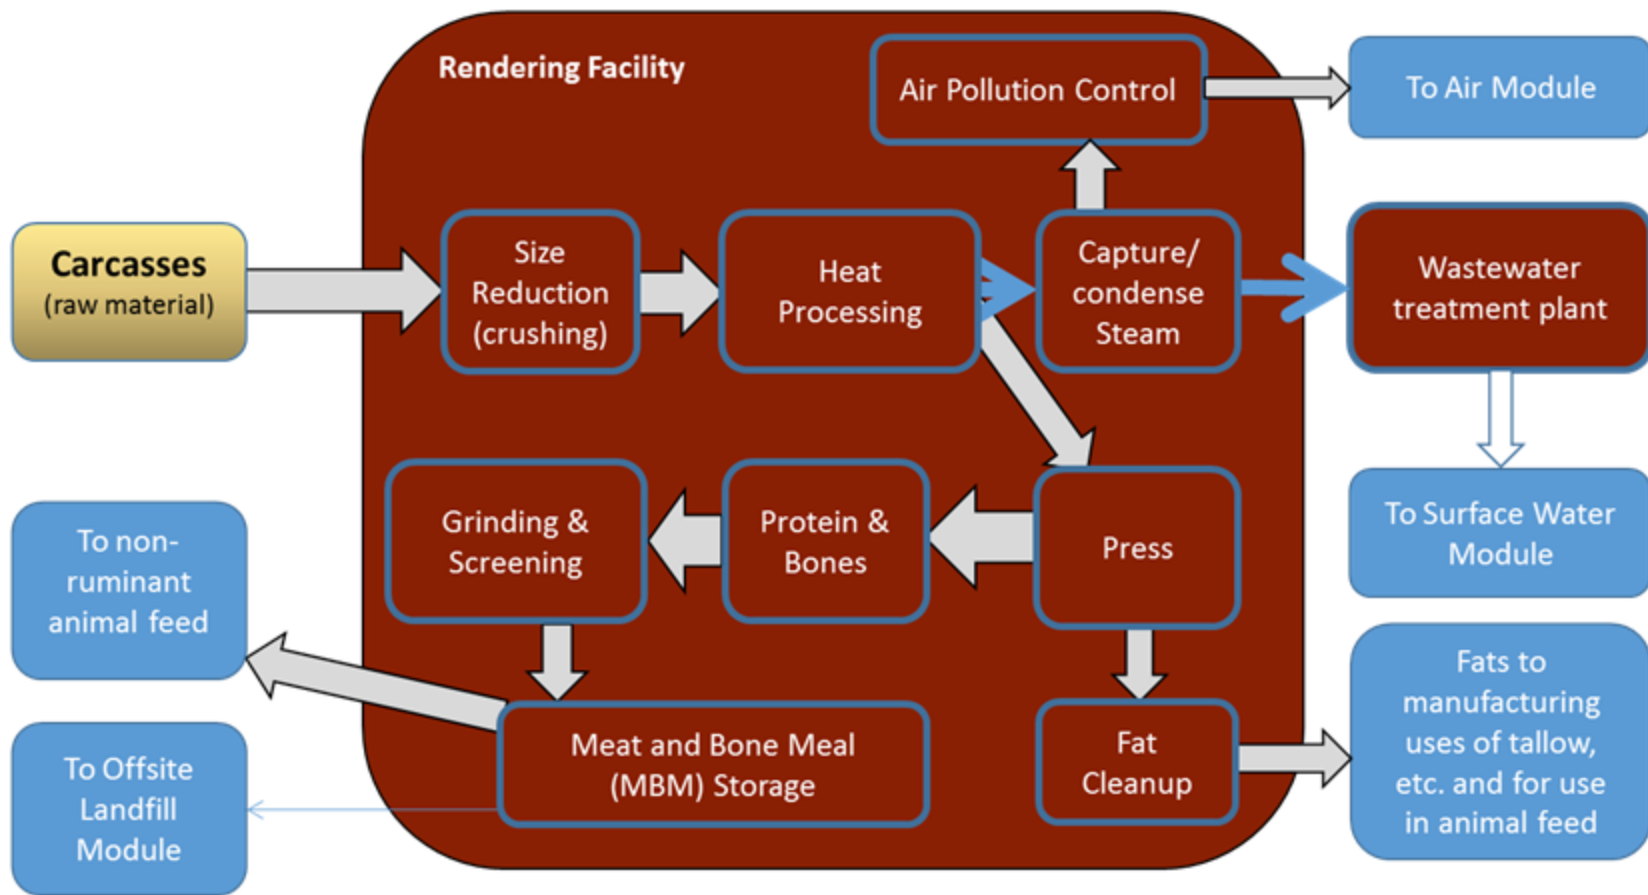 Rendering Facility
Air Pollution Control
To Air Module
Carcasses
(raw material)
Size
Reduction
(crushing)
Heat
Processing
Capture/
condense
Steam
Wastewater
treatment plant
To Surface Water
Module
Press
Protein &
Bones
Grinding &
Screening
To non-
ruminant
animal feed
Meat and Bone Meal
(MBM) Storage
To Offsite
Landfill
Module
Fat
Cleanup
Fats to
manufacturing
uses of tallow,
etc. and for use
in animal feed